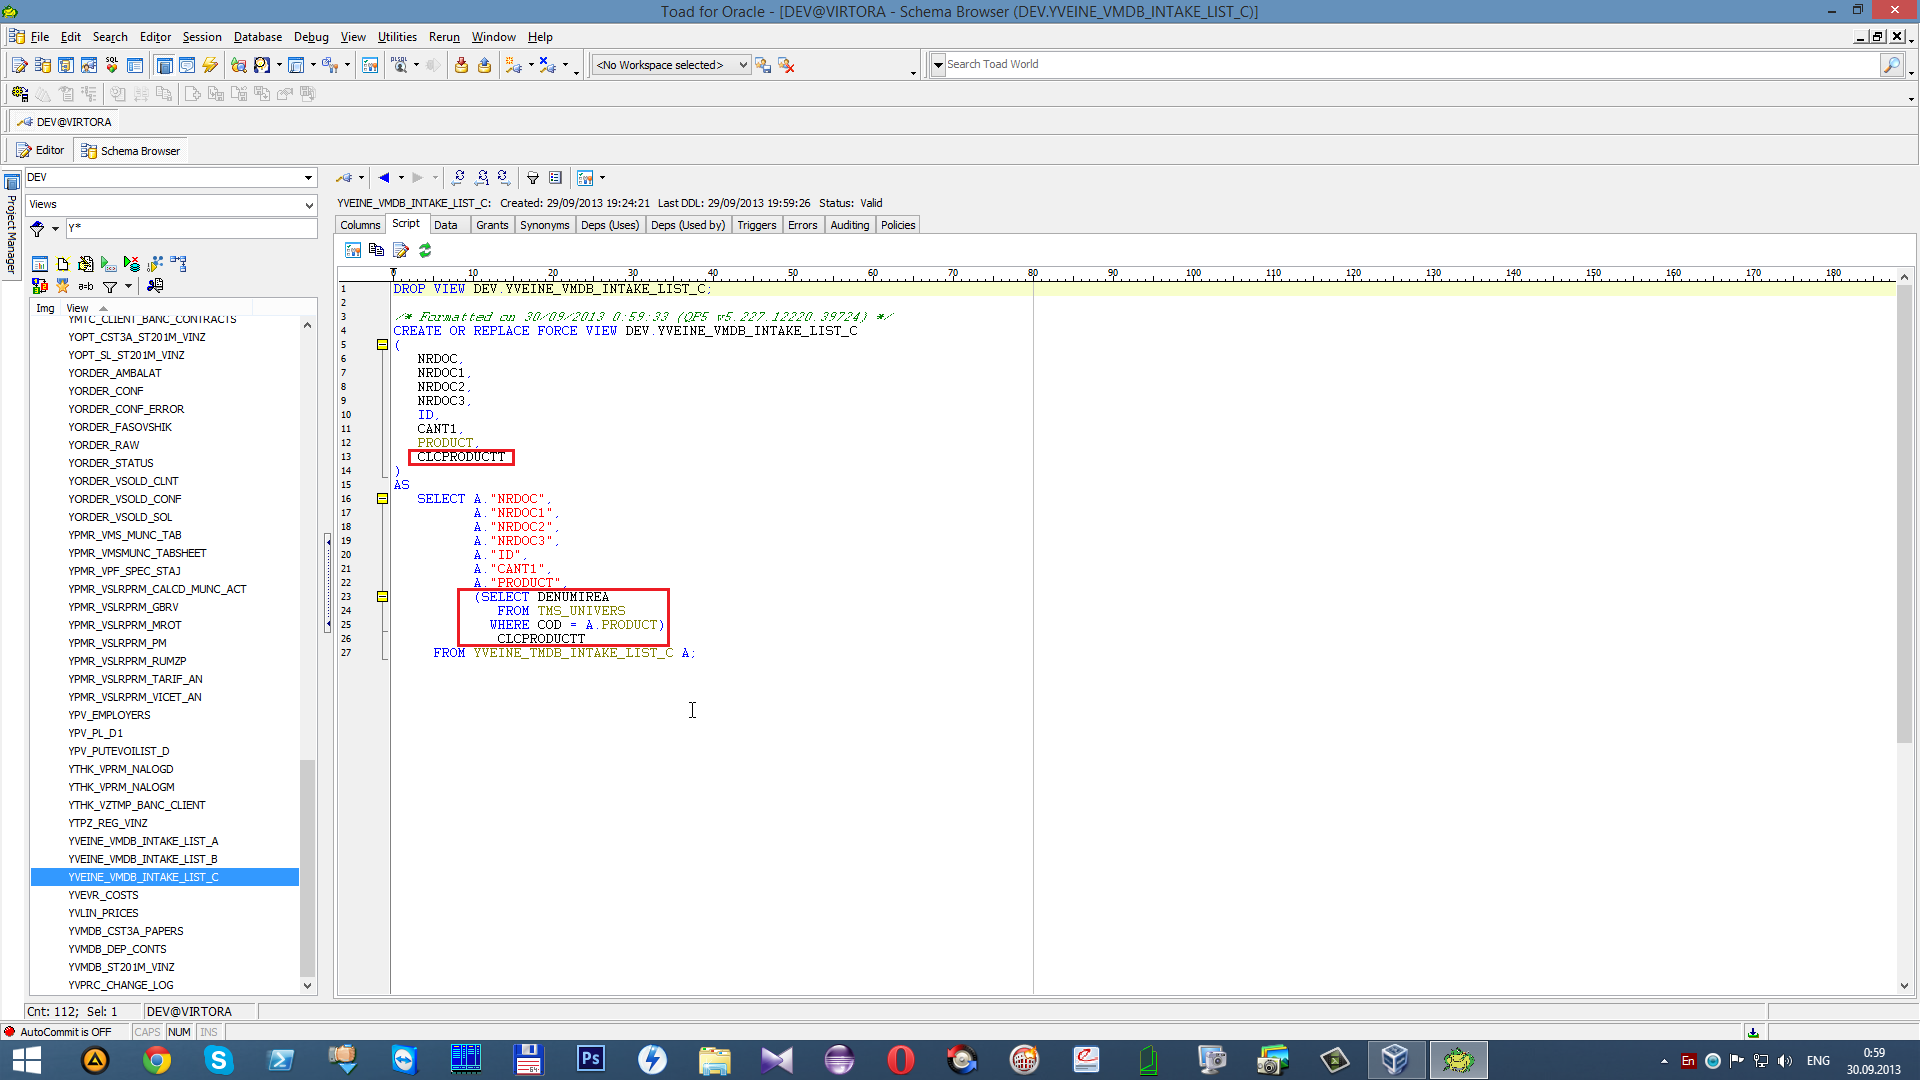 Toad for Oracle - [DEV@VIRTORA - Schema Browser (DEV.YVEINE_VMDB_INTAKE_LIST_C)]
File Edit Search Editor Session Database Debug View Utilities Rerun Window Help
<No Workspace selected>
Search Toad World
DEV@VIRTORA
Editor
Schema Browser
Project Manager
DEV
Views
Y*
Img View
YMTC_CLIENT_BANC_CONTRACTS
YOPT_CST3A_ST201M_VINZ
YOPT_SL_ST201M_VINZ
YORDER_AMBALAT
YORDER_CONF
YORDER_CONF_ERROR
YORDER_FASOVSHIK
YORDER_RAW
YORDER_STATUS
YORDER_VSOLD_CLNT
YORDER_VSOLD_CONF
YORDER_VSOLD_SOL
YPMR_VMS_MUNC_TAB
YPMR_VMSMUNC_TABSHEET
YPMR_VPF_SPEC_STAJ
YPMR_VSLRPRM_CALCD_MUNC_ACT
YPMR_VSLRPRM_GBRV
YPMR_VSLRPRM_MROT
YPMR_VSLRPRM_PM
YPMR_VSLRPRM_RUMZP
YPMR_VSLRPRM_TARIF_AN
YPMR_VSLRPRM_VICET_AN
YPV_EMPLOYERS
YPV_PL_D1
YPV_PUTEVOILIST_D
YTHK_VPRM_NALOGD
YTHK_VPRM_NALOGM
YTHK_VZTMP_BANC_CLIENT
YTPZ_REG_VINZ
YVEINE_VMDB_INTAKE_LIST_A
YVEINE_VMDB_INTAKE_LIST_B
YVEINE_VMDB_INTAKE_LIST_C
YVEVR_COSTS
YVLIN_PRICES
YVMDB_CST3A_PAPERS
YVMDB_DEP_CONTS
YVMDB_ST201M_VINZ
YVPRC_CHANGE_LOG
YVEINE_VMDB_INTAKE_LIST_C: Created: 29/09/2013 19:24:21 Last DDL: 29/09/2013 19:59:26 Status: Valid
Columns Script Data Grants Synonyms Deps (Uses) Deps (Used by) Triggers Errors Auditing Policies
0 10 20 30 40 50 60 70 80 90 100 110 120 130 140 150 160 170 180
1 DROP VIEW DEV.YVEINE_VMDB_INTAKE_LIST_C;
2
3 /* Formatted on 30/09/2013 0:59:33 (QP5 v5.227.12220.39724) */
4 CREATE OR REPLACE FORCE VIEW DEV.YVEINE_VMDB_INTAKE_LIST_C
5 (
6 NRDOC,
7 NRDOC1,
8 NRDOC2,
9 NRDOC3,
10 ID,
11 CANT1,
12 PRODUCT,
13 CLCPRODUCTT
14 )
15 AS
16 SELECT A."NRDOC",
17 A."NRDOC1",
18 A."NRDOC2",
19 A."NRDOC3",
20 A."ID",
21 A."CANT1",
22 A."PRODUCT",
23 (SELECT DENUMIREA
24 FROM TMS_UNIVERS
25 WHERE COD = A.PRODUCT)
26 CLCPRODUCTT
27 FROM YVEINE_TMDB_INTAKE_LIST_C A;
Cnt: 112; Sel: 1 DEV@VIRTORA
AutoCommit is OFF CAPS NUM INS
Ps
64
En
ENG
0:59
30.09.2013